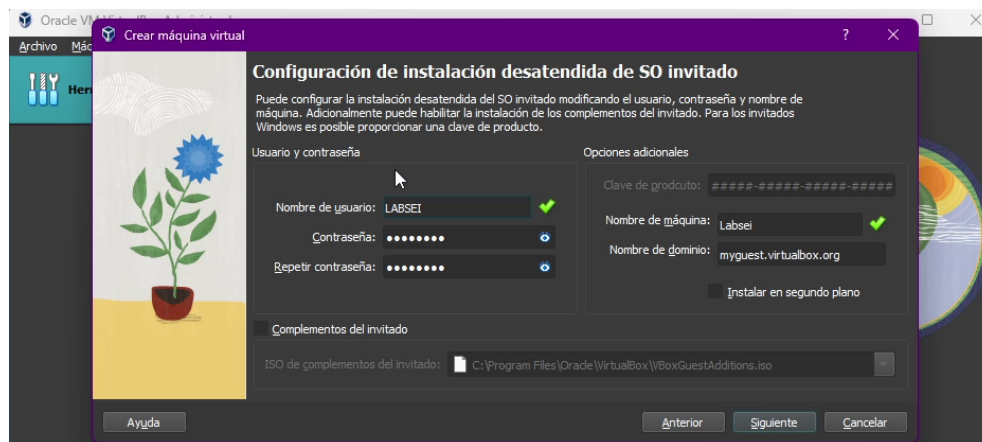 Oracle VM
Crear máquina virtual
Archivo Mác
Configuración de instalación desatendida de SO invitado
Puede configurar la instalación desatendida del SO invitado modificando el usuario, contraseña y nombre de
máquina. Adicionalmente puede habilitar la instalación de los complementos del invitado. Para los invitados
Windows es posible proporcionar una clave de producto.
Usuario y contraseña
Nombre de usuario: LABSEI
Contraseña: ●●●●●●●●
Repetir contraseña: ●●●●●●●●
Opciones adicionales
Clave de prodcuto: #####-#####-#####-#####
Nombre de máquina: Labsei
Nombre de dominio: myguest.virtualbox.org
Instalar en segundo plano
Complementos del invitado
ISO de complementos del invitado: C:\Program Files\Oracle\VirtualBox\VBoxGuestAdditions.iso
Ayuda Anterior Siguiente Cancelar